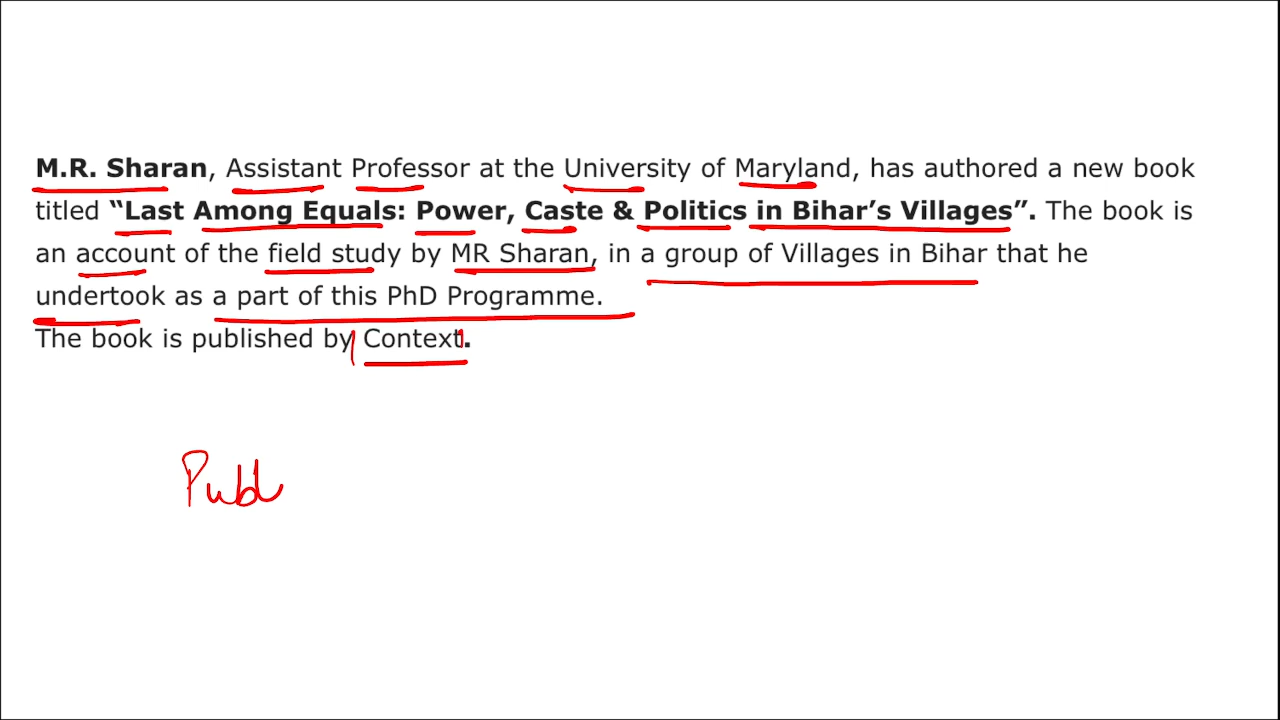 M.R. Sharan, Assistant Professor at the University of Maryland, has authored a new book
titled “Last Among Equals: Power, Caste & Politics in Bihar’s Villages”. The book is
an account of the field study by MR Sharan, in a group of Villages in Bihar that he
undertook as a part of this PhD Programme.
The book is published by Context.
Publ